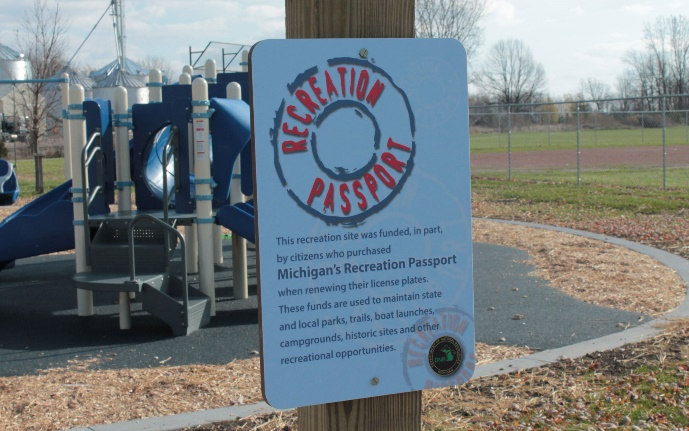 RECREATION
PASSPORT
This recreation site was funded, in part,
by citizens who purchased
Michigan's Recreation Passport
when renewing their license plates.
These funds are used to maintain state
and local parks, trails, boat launches,
campgrounds, historic sites and other
recreational opportunities.
DNR